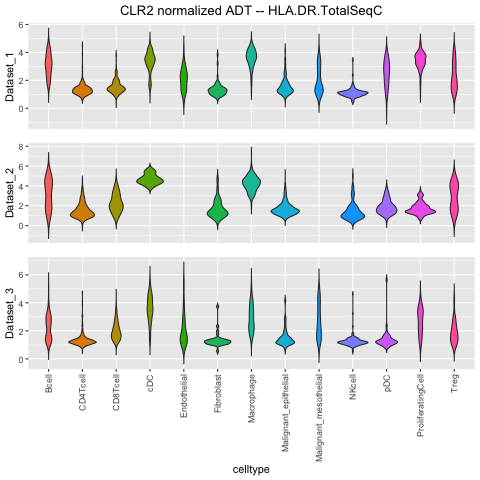 CLR2 normalized ADT -- HLA.DR.TotalSeqC
Dataset_1
6
4
2
0
Dataset_2
8
6
4
2
0
Dataset_3
6
4
2
0
Bcell
CD4Tcell
CD8Tcell
cDC
Endothelial
Fibroblast
Macrophage
Malignant_epithelial
Malignant_mesothelial
NKcell
pDC
ProliferatingCell
Treg
celltype